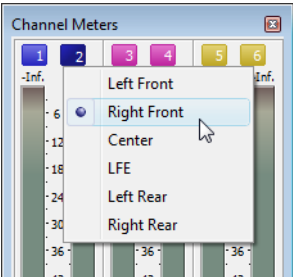 Channel Meters
1 2 3 4 5 6
-Inf. Inf.
Left Front
- 6 Right Front
- 12 Center
- 18 LFE
- 24 Left Rear
- 30 Right Rear
- 36 - - 36 - - 36 -